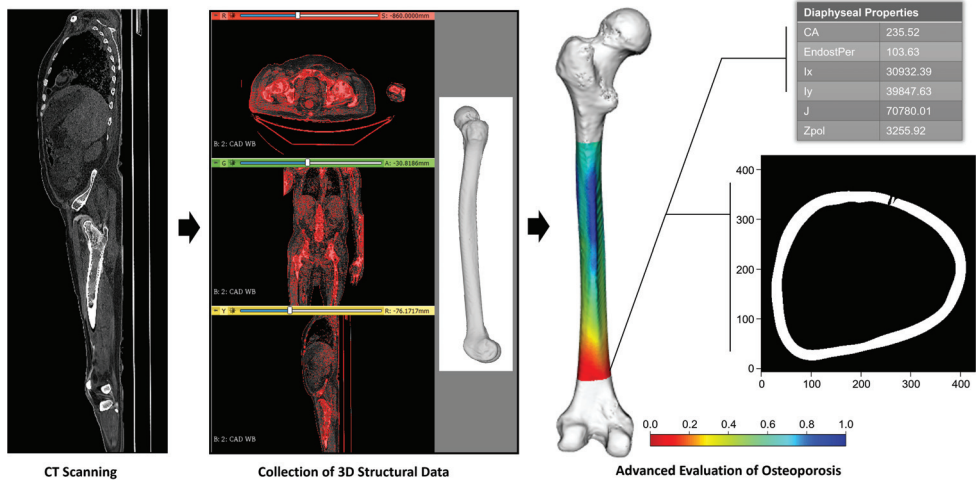 R
S: -860.0000mm
B: 2: CAD WB
G
A: -30.8186mm
B: 2: CAD WB
Y
R: -76.1717mm
B: 2: CAD WB
Diaphyseal Properties
CA 235.52
EndostPer 103.63
Ix 30932.39
Iy 39847.63
J 70780.01
Zpol 3255.92
400
300
200
100
0
0 100 200 300 400
0.0 0.2 0.4 0.6 0.8 1.0
CT Scanning
Collection of 3D Structural Data
Advanced Evaluation of Osteoporosis